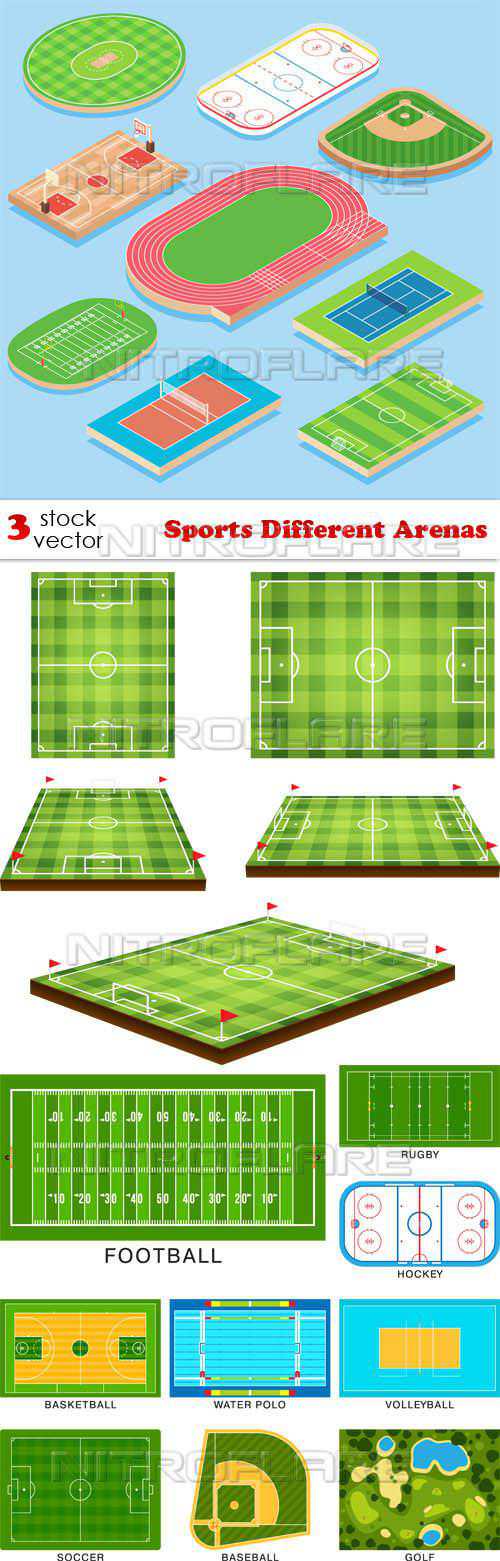 NITROFLARE
NITROFLARE
3 stock
vector
Sports Different Arenas
NITROFLARE
NITROFLARE
NITROFLARE
10 20 30 40 50 40 30 20 10
NITROFLARE
10 20 30 40 50 40 30 20 10
RUGBY
FOOTBALL
HOCKEY
NITROFLARE
BASKETBALL
WATER POLO
VOLLEYBALL
NITROFLARE
SOCCER
BASEBALL
GOLF